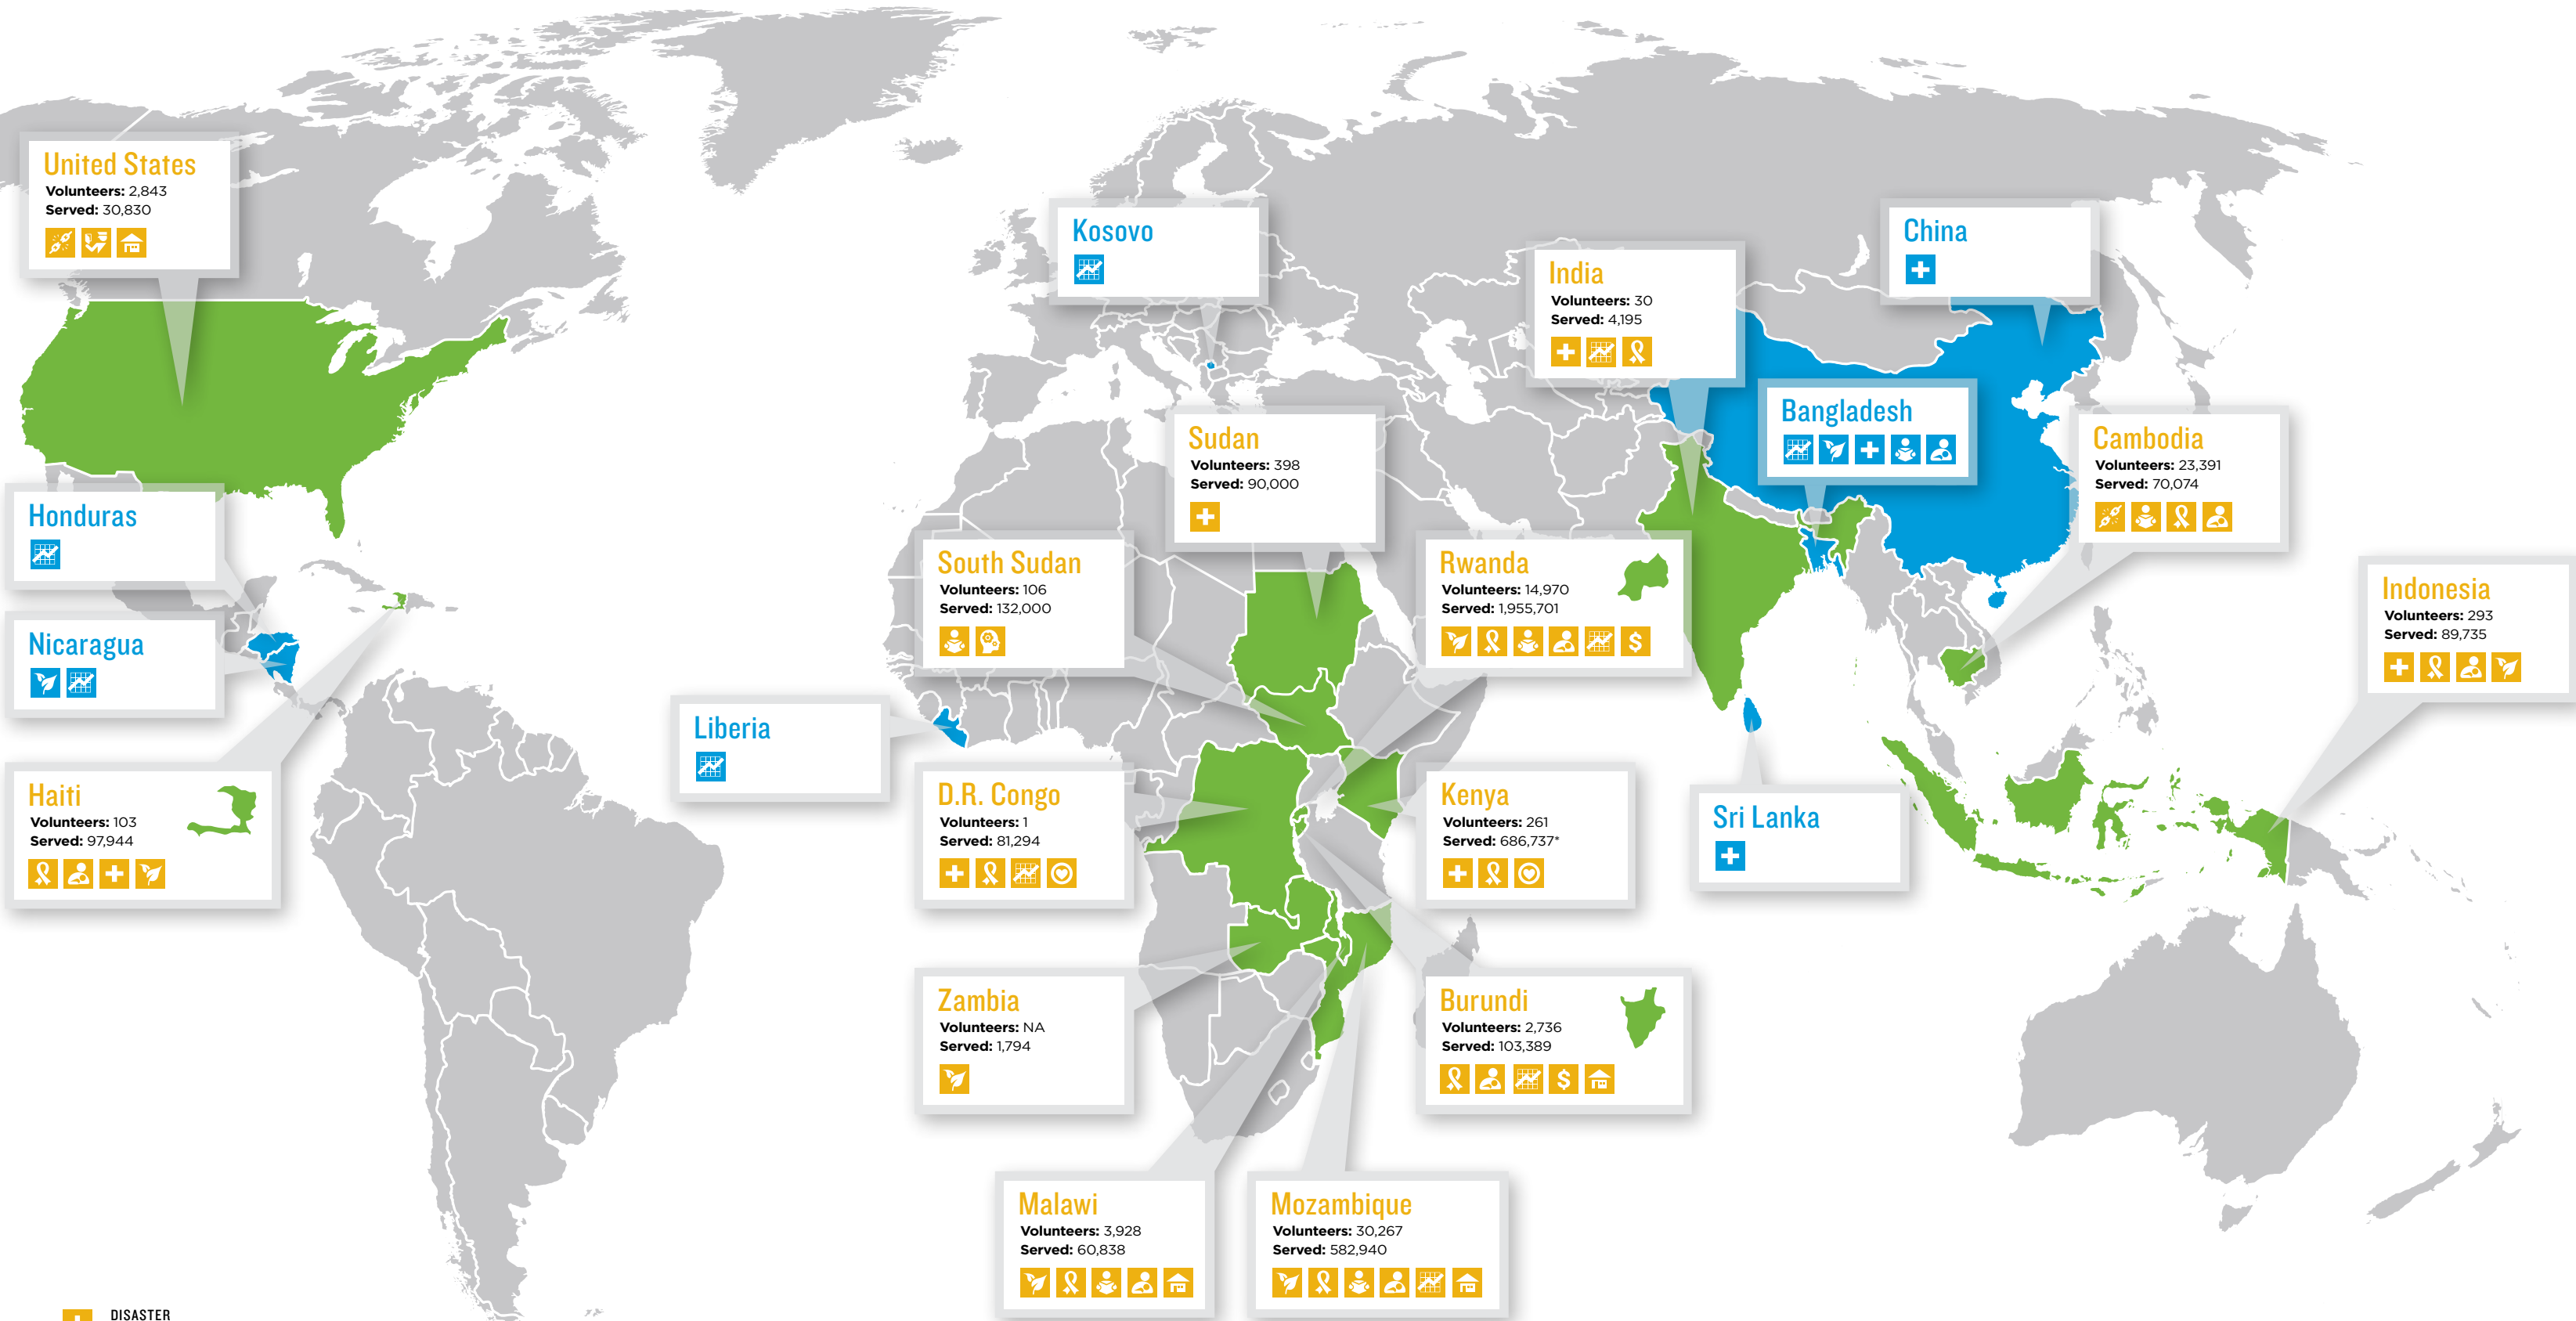 United States
Volunteers: 2,843
Served: 30,830
Kosovo
China
India
Volunteers: 30
Served: 4,195
Bangladesh
Sudan
Volunteers: 398
Served: 90,000
Cambodia
Volunteers: 23,391
Served: 70,074
Honduras
South Sudan
Volunteers: 106
Served: 132,000
Rwanda
Volunteers: 14,970
Served: 1,955,701
$
Indonesia
Volunteers: 293
Served: 89,735
Nicaragua
Liberia
Haiti
Volunteers: 103
Served: 97,944
D.R. Congo
Volunteers: 1
Served: 81,294
Kenya
Volunteers: 261
Served: 686,737*
Sri Lanka
Zambia
Volunteers: NA
Served: 1,794
Burundi
Volunteers: 2,736
Served: 103,389
$
Malawi
Volunteers: 3,928
Served: 60,838
Mozambique
Volunteers: 30,267
Served: 582,940
DISASTER